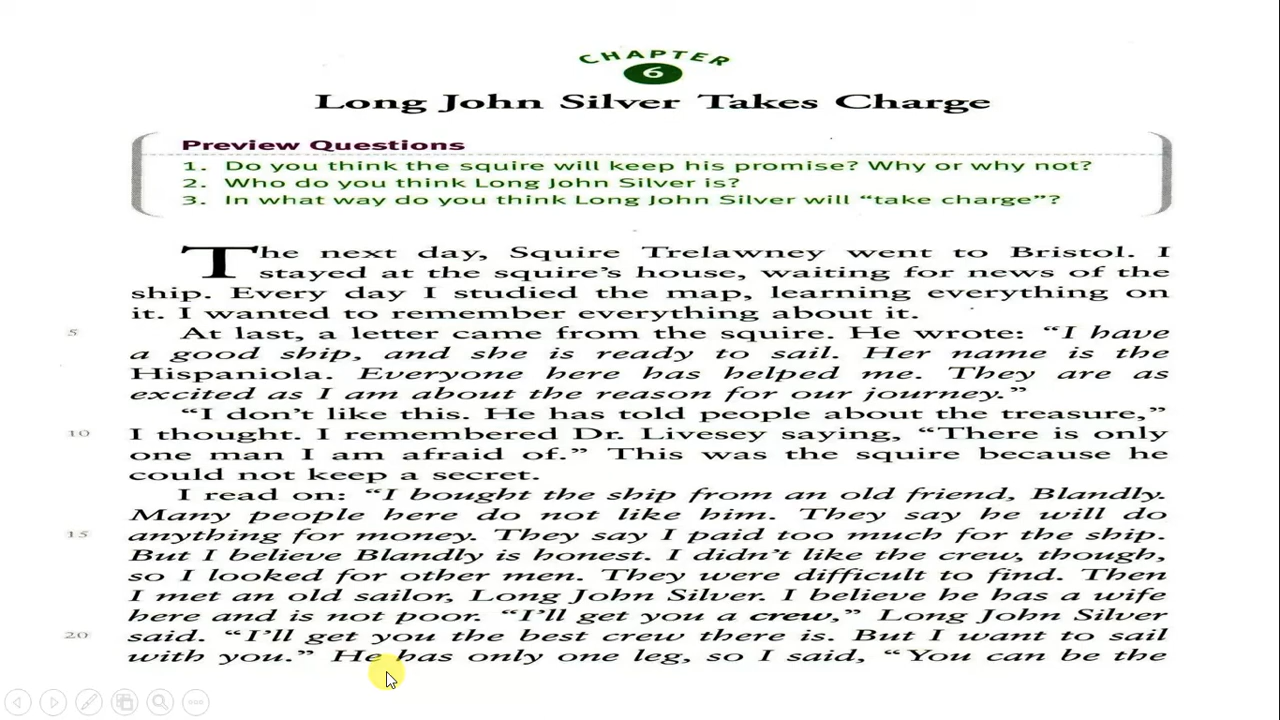 CHAPTER
6
Long John Silver Takes Charge
Preview Questions
1. Do you think the squire will keep his promise? Why or why not?
2. Who do you think Long John Silver is?
3. In what way do you think Long John Silver will “take charge”?
The next day, Squire Trelawney went to Bristol. I
stayed at the squire’s house, waiting for news of the
ship. Every day I studied the map, learning everything on
it. I wanted to remember everything about it.
5 At last, a letter came from the squire. He wrote: “I have
a good ship, and she is ready to sail. Her name is the
Hispaniola. Everyone here has helped me. They are as
excited as I am about the reason for our journey.”
“I don’t like this. He has told people about the treasure,”
10 I thought. I remembered Dr. Livesey saying, “There is only
one man I am afraid of.” This was the squire because he
could not keep a secret.
I read on: “I bought the ship from an old friend, Blandly.
Many people here do not like him. They say he will do
15 anything for money. They say I paid too much for the ship.
But I believe Blandly is honest. I didn’t like the crew, though,
so I looked for other men. They were difficult to find. Then
I met an old sailor, Long John Silver. I believe he has a wife
here and is not poor. “I’ll get you a crew,” Long John Silver
20 said. “I’ll get you the best crew there is. But I want to sail
with you.” He has only one leg, so I said, “You can be the